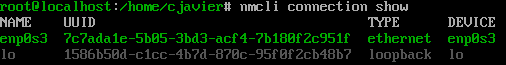 root@localhost:/home/cjavier# nmcli connection show
NAME UUID TYPE DEVICE
enp0s3 7c7ada1e-5b05-3bd3-acf4-7b180f2c951f ethernet enp0s3
lo 1586b50d-c1cc-4b7d-870c-95f0f2cb48b7 loopback lo